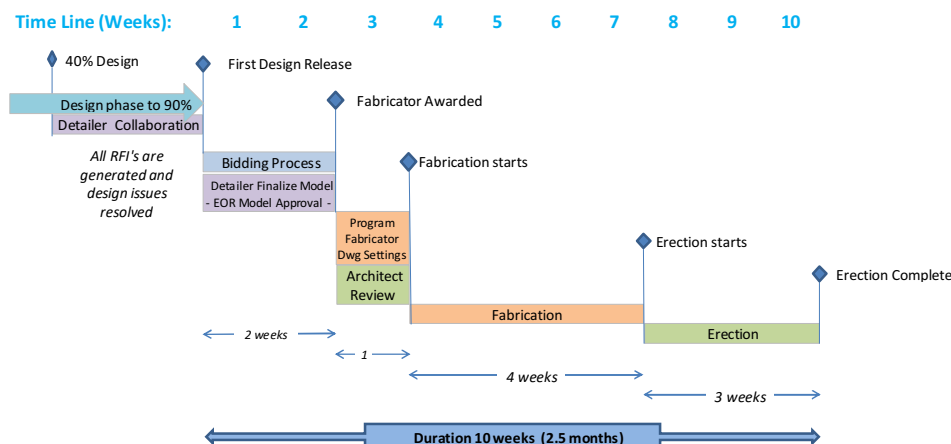 Time Line (Weeks): 1 2 3 4 5 6 7 8 9 10
40% Design
First Design Release
Design phase to 90%
Fabricator Awarded
Detailer Collaboration
All RFI's are
generated and
design issues
resolved
Bidding Process
Fabrication starts
Detailer Finalize Model
- EOR Model Approval -
Program
Fabricator
Dwg Settings
Erection starts
Architect
Review
Erection Complete
Fabrication
Erection
2 weeks
1
4 weeks
3 weeks
Duration 10 weeks (2.5 months)